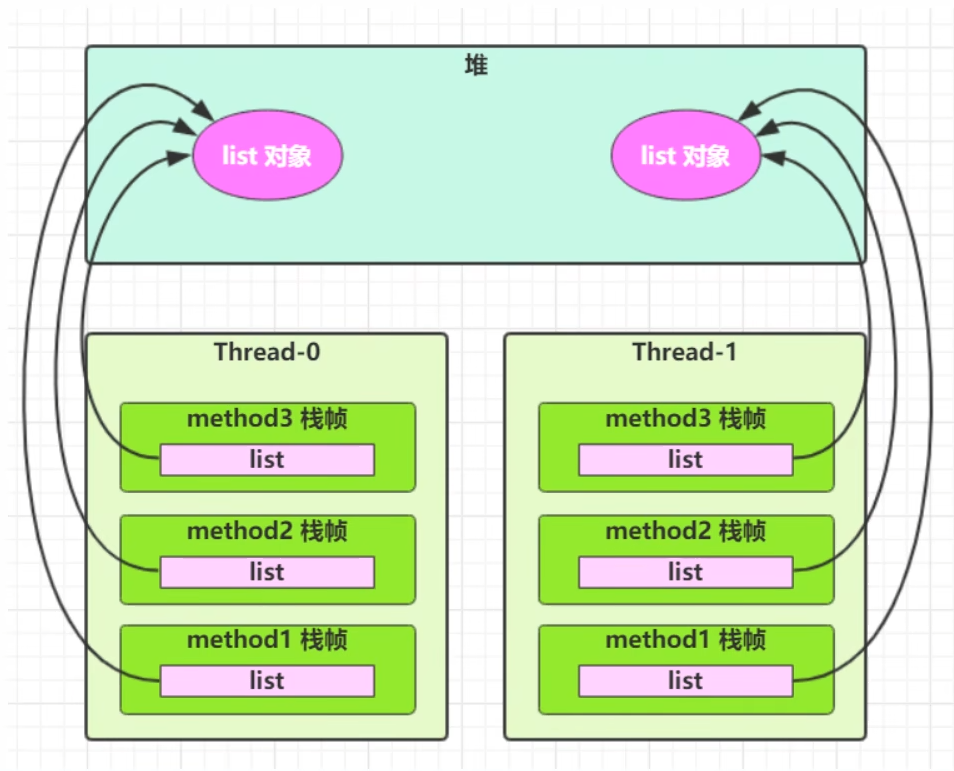 堆
list 对象
list 对象
Thread-0
method3 栈帧
list
method2 栈帧
list
method1 栈帧
list
Thread-1
method3 栈帧
list
method2 栈帧
list
method1 栈帧
list